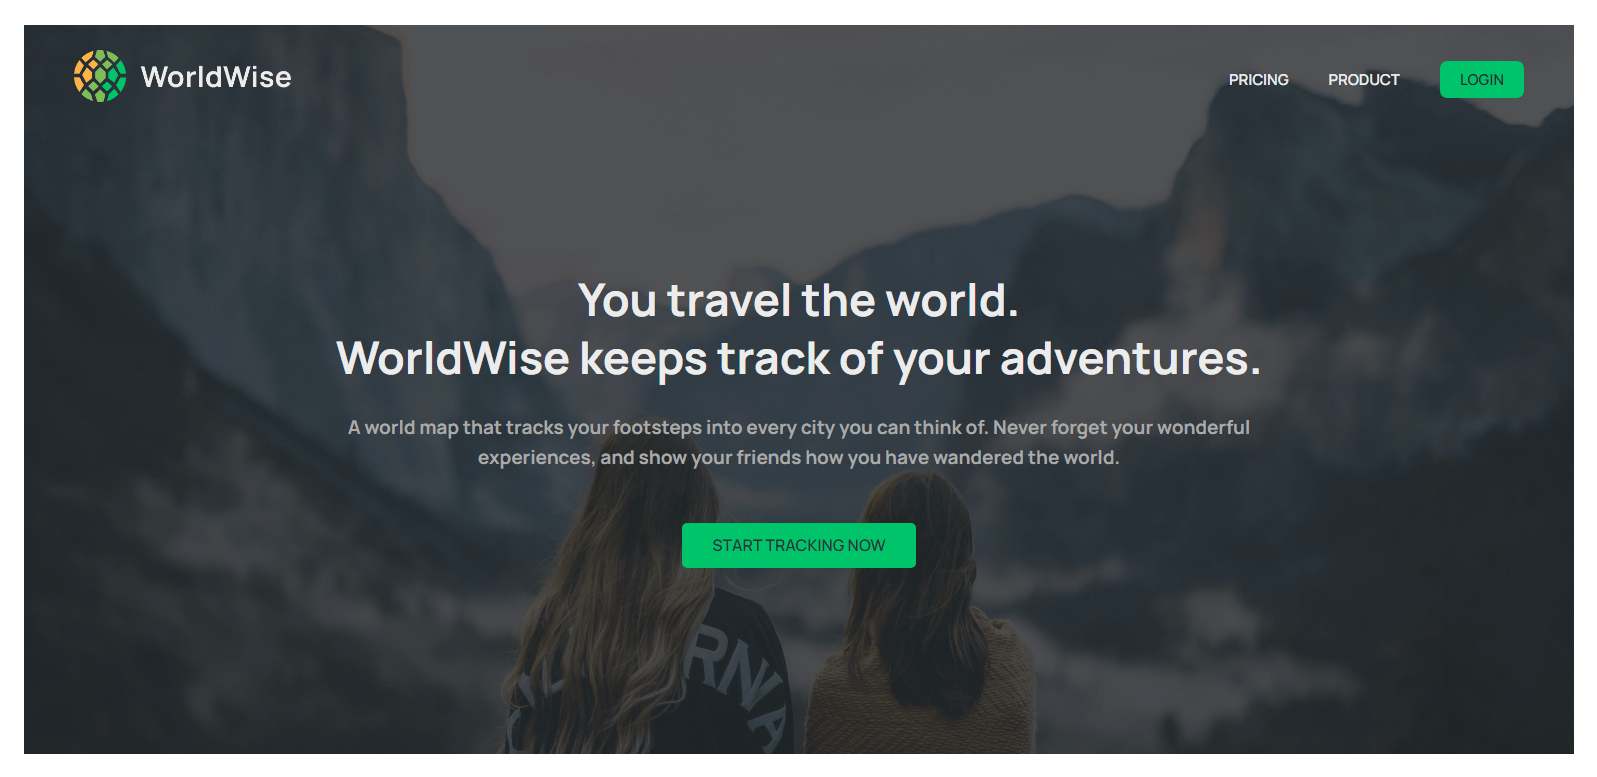 WorldWise
PRICING PRODUCT LOGIN
You travel the world.
WorldWise keeps track of your adventures.
A world map that tracks your footsteps into every city you can think of. Never forget your wonderful
experiences, and show your friends how you have wandered the world.
START TRACKING NOW
RNIA